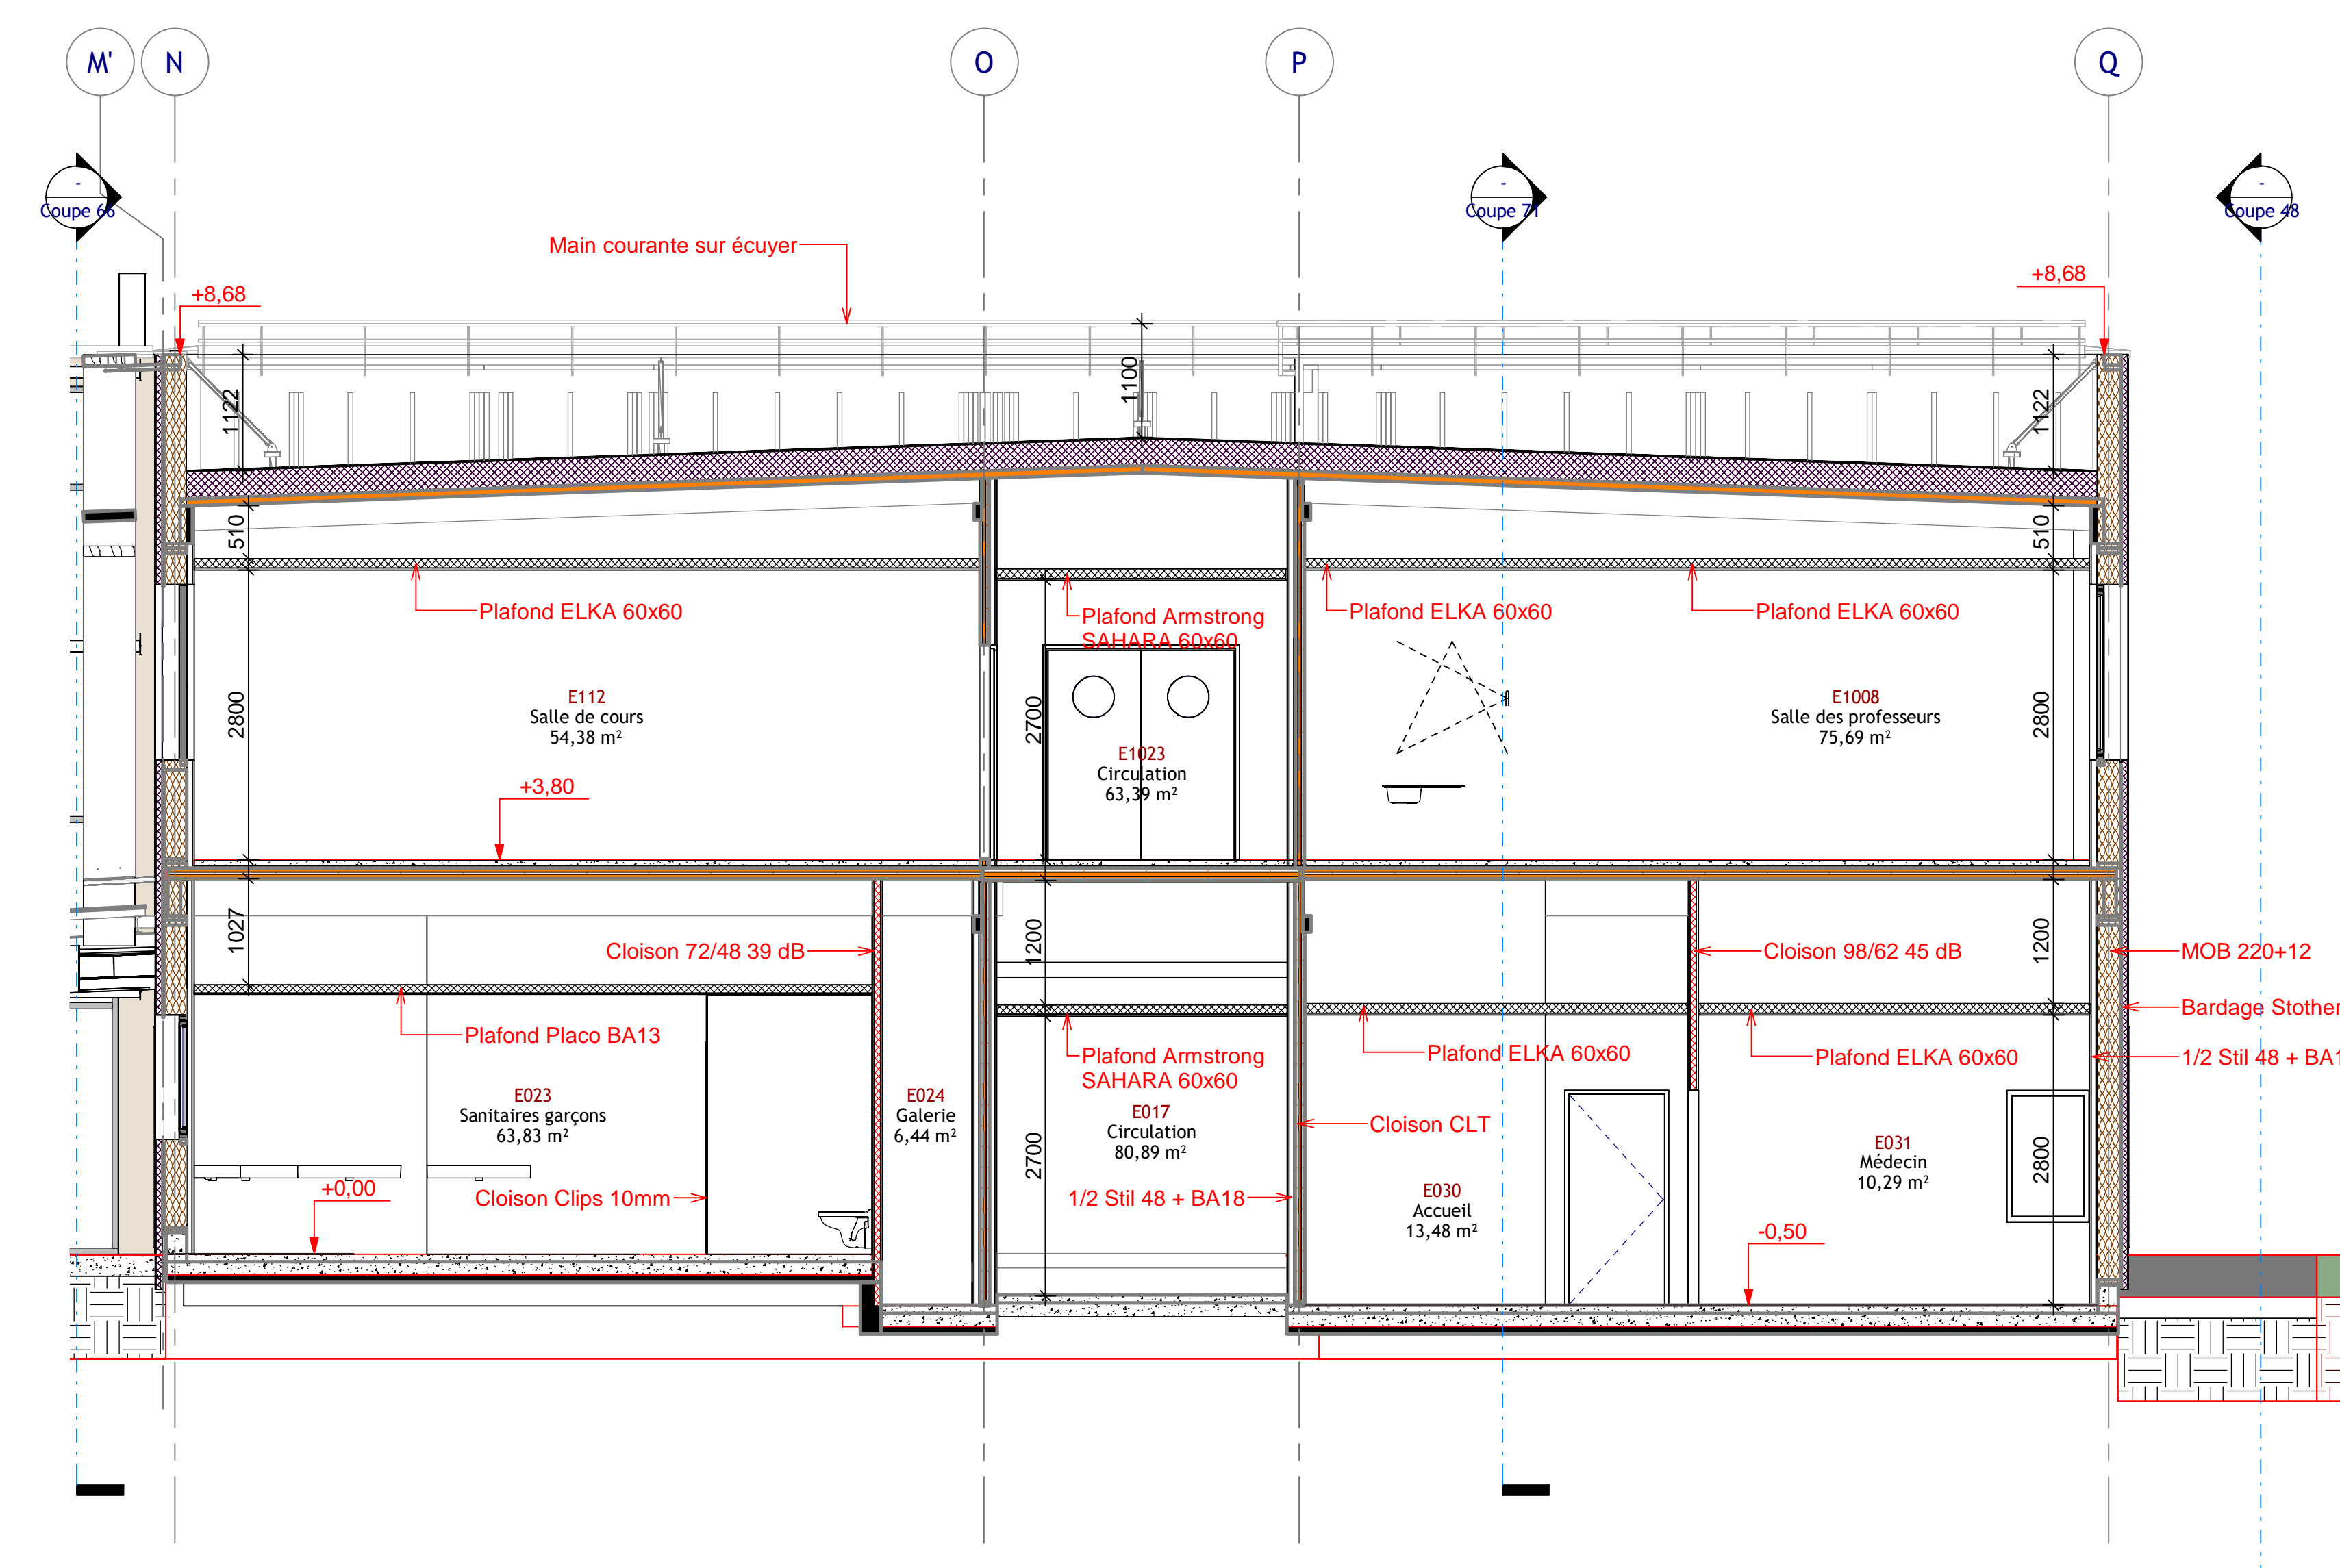 M'
N
O
P
Q
-
Coupe 66
-
Coupe 71
-
Coupe 48
Main courante sur écuyer
+8,68
+8,68
1122
1100
1122
510
510
Plafond ELKA 60x60
Plafond Armstrong
SAHARA 60x60
Plafond ELKA 60x60
Plafond ELKA 60x60
2800
E112
Salle de cours
54,38 m²
2700
E1023
Circulation
63,39 m²
E1008
Salle des professeurs
75,69 m²
2800
+3,80
1027
Cloison 72/48 39 dB
1200
Cloison 98/62 45 dB
1200
MOB 220+12
Bardage Stother
Plafond Placo BA13
Plafond Armstrong
SAHARA 60x60
Plafond ELKA 60x60
Plafond ELKA 60x60
1/2 Stil 48 + BA1
E023
Sanitaires garçons
63,83 m²
E024
Galerie
6,44 m²
E017
Circulation
80,89 m²
Cloison CLT
2700
E031
Médecin
10,29 m²
2800
+0,00
Cloison Clips 10mm
1/2 Stil 48 + BA18
E030
Accueil
13,48 m²
-0,50